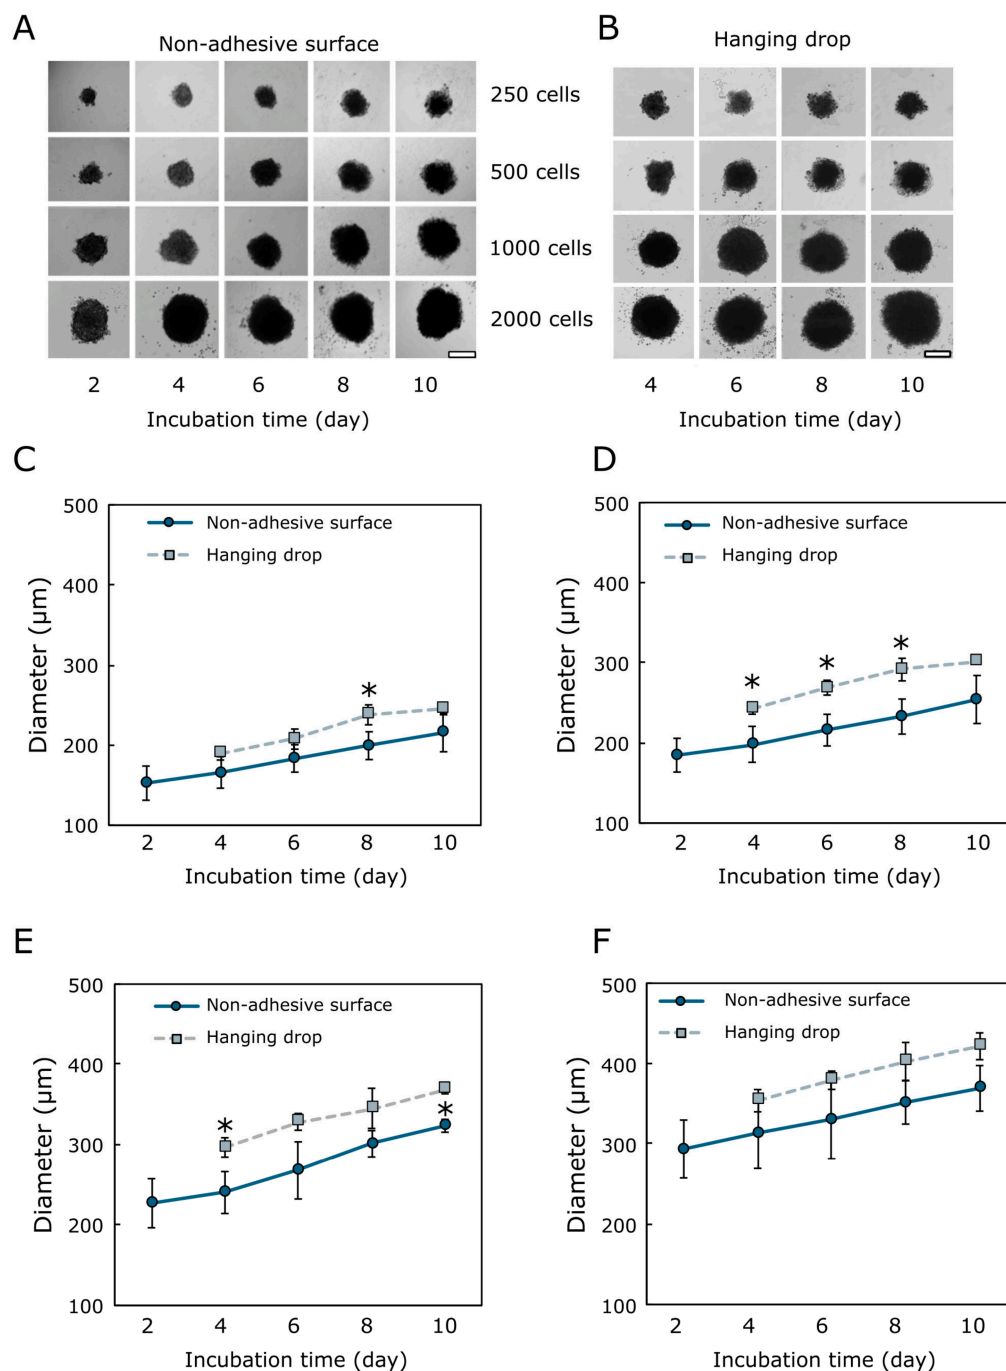 A
Non-adhesive surface
B
Hanging drop
250 cells
500 cells
1000 cells
2000 cells
2 4 6 8 10
Incubation time (day)
4 6 8 10
Incubation time (day)
C
500
400
300
200
100
Diameter (µm)
Non-adhesive surface
Hanging drop
*
2 4 6 8 10
Incubation time (day)
D
500
400
300
200
100
Diameter (µm)
Non-adhesive surface
Hanging drop
* * *
2 4 6 8 10
Incubation time (day)
E
500
400
300
200
100
Diameter (µm)
Non-adhesive surface
Hanging drop
* *
2 4 6 8 10
Incubation time (day)
F
500
400
300
200
100
Diameter (µm)
Non-adhesive surface
Hanging drop
2 4 6 8 10
Incubation time (day)